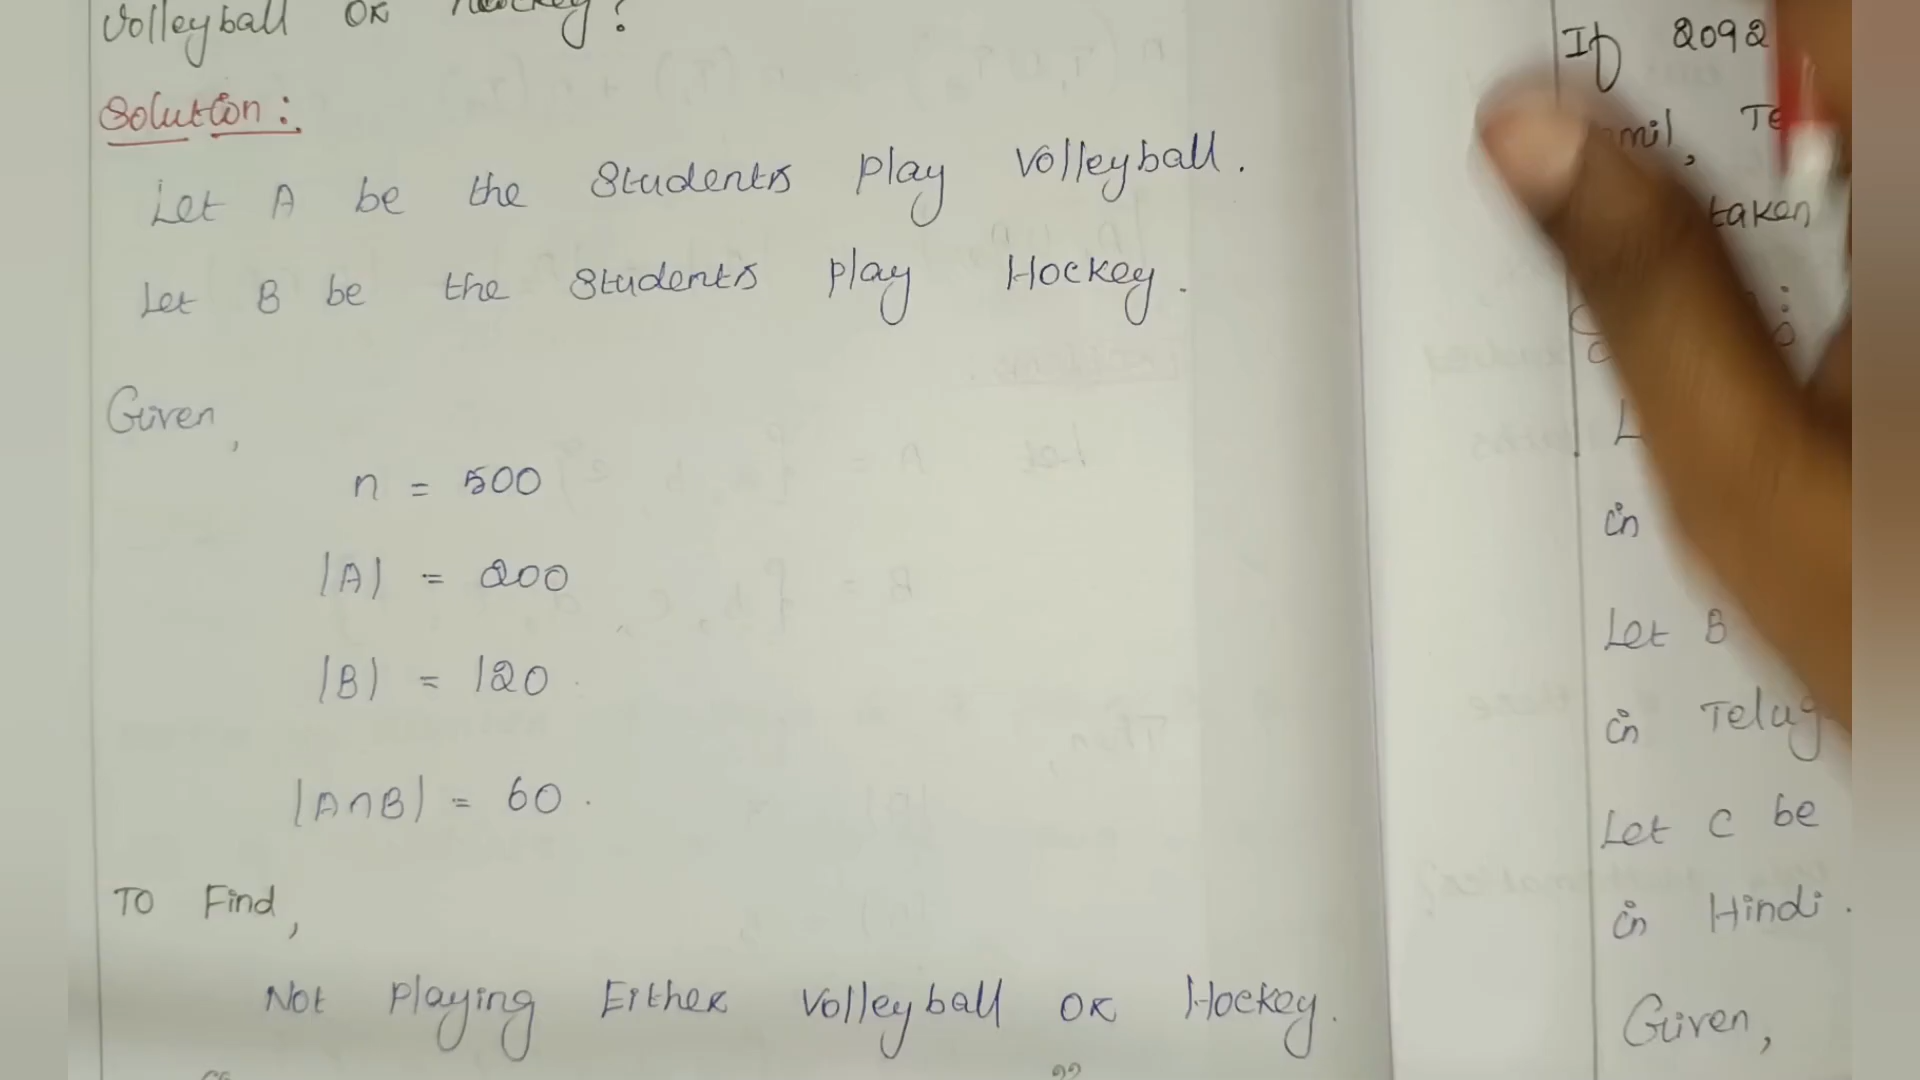 Volleyball or Hockey?
Solution:
Let A be the students play Volleyball.
Let B be the students play Hockey.
Given,
n = 500
|A| = 200
|B| = 120
|A∩B| = 60.
To Find,
Not playing Either Volleyball or Hockey.
If 2092
taken
in
Let B
in
Let C be
in Hindi.
Given,